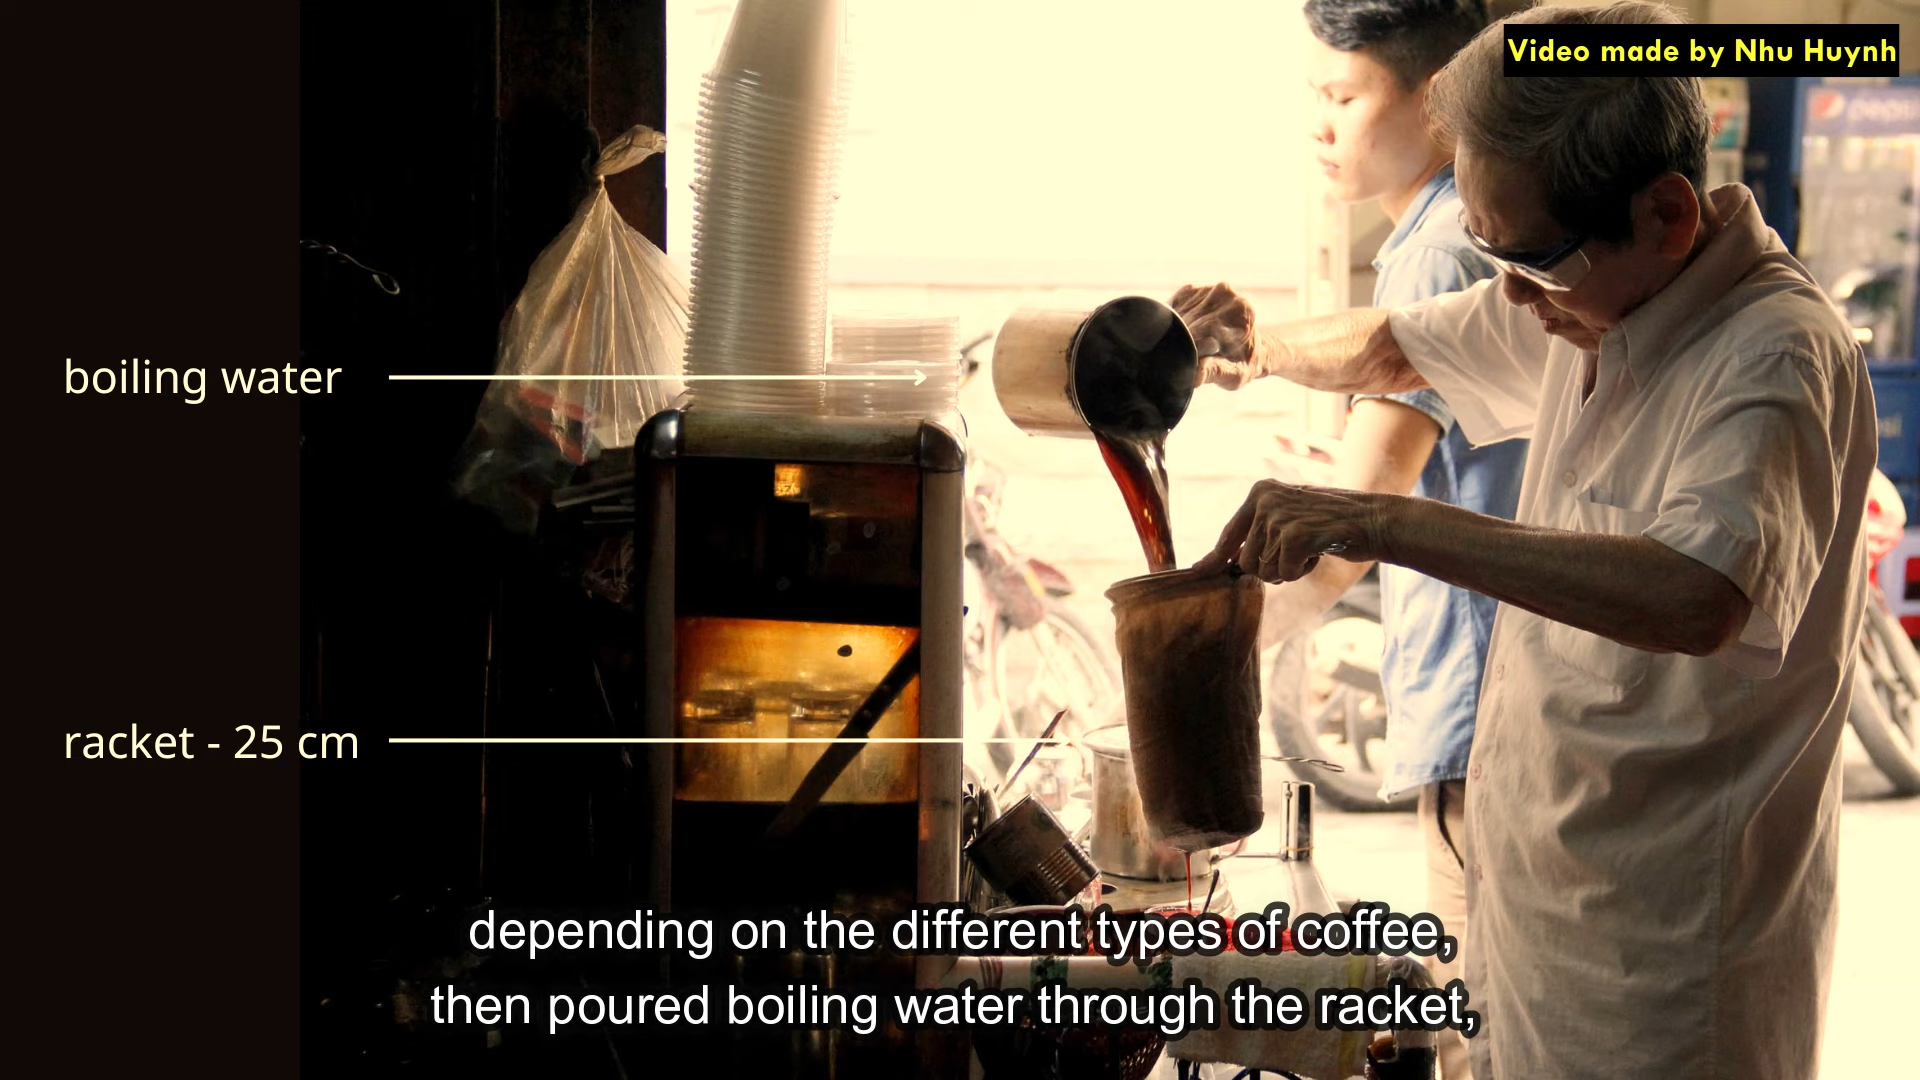 Video made by Nhu Huynh
pepsi
boiling water
racket - 25 cm
depending on the different types of coffee,
then poured boiling water through the racket,